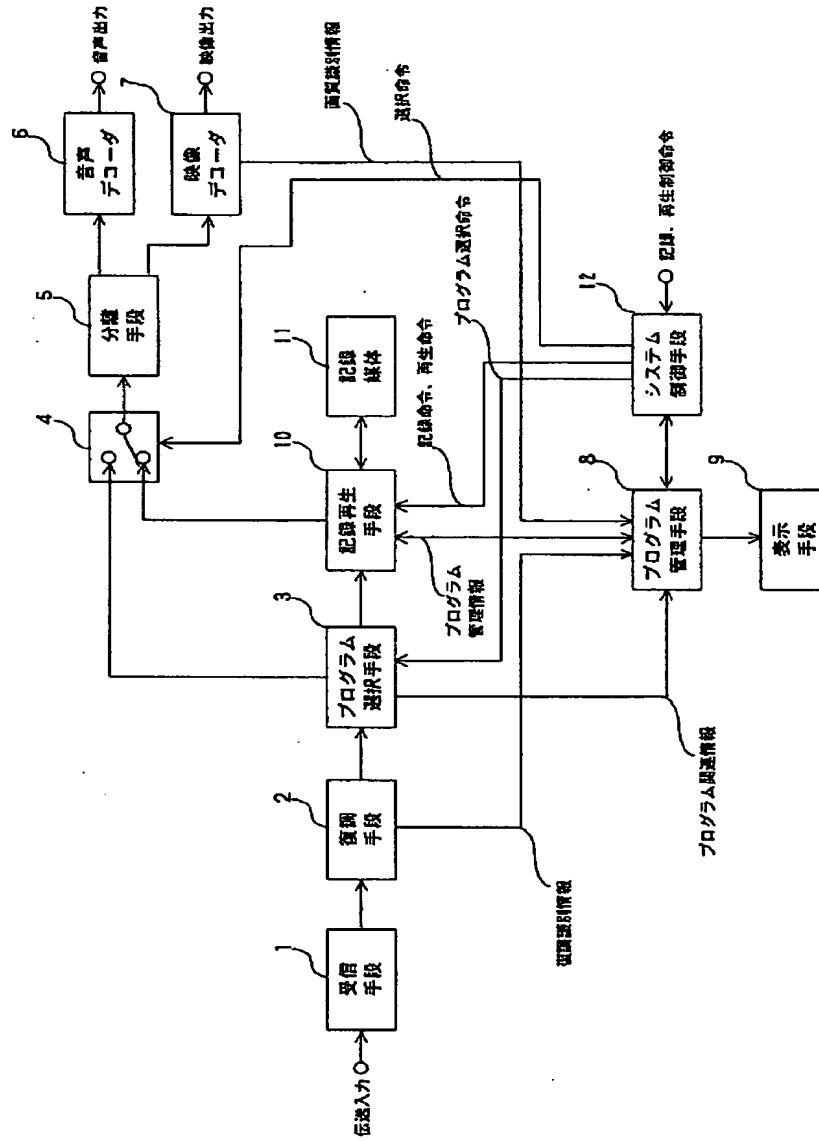 伝送入力
1
受信
手段
2
復調
手段
3
プログラム
選択手段
4
5
分離
手段
6
音声
デコーダ
音声出力
7
映像
デコーダ
映像出力
10
記録再生
手段
11
記録
媒体
画質識別情報
選択命令
プログラム選択命令
記録命令、再生命令
プログラム
管理情報
復調識別情報
プログラム関連情報
8
プログラム
管理手段
12
システム
制御手段
記録、再生制御命令
9
表示
手段